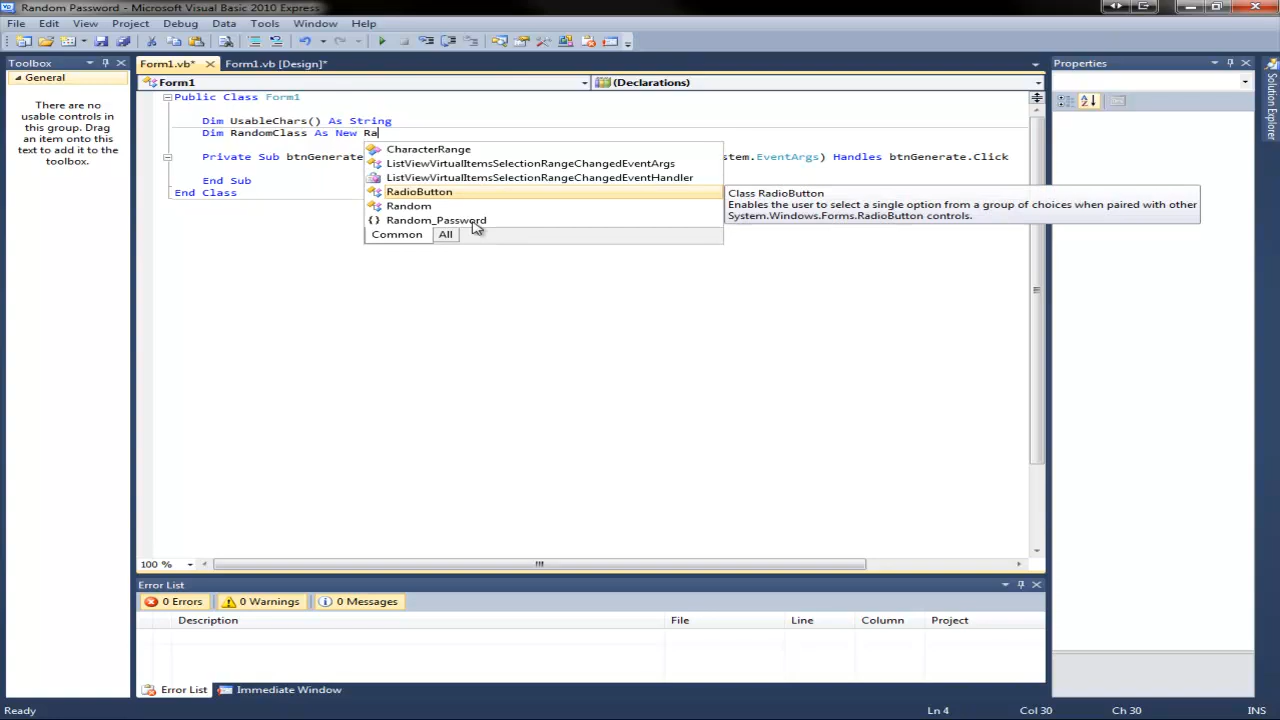 Random Password - Microsoft Visual Basic 2010 Express
File Edit View Project Debug Data Tools Window Help
Toolbox
General
There are no
usable controls in
this group. Drag
an item onto this
text to add it to the
toolbox.
Form1.vb* Form1.vb [Design]*
Form1 (Declarations)
Public Class Form1
Dim UsableChars() As String
Dim RandomClass As New Ra
Private Sub btnGenerate tem.EventArgs) Handles btnGenerate.Click
End Sub
End Class
CharacterRange
ListViewVirtualItemsSelectionRangeChangedEventArgs
ListViewVirtualItemsSelectionRangeChangedEventHandler
RadioButton
Random
{} Random_Password
Common All
Class RadioButton
Enables the user to select a single option from a group of choices when paired with other
System.Windows.Forms.RadioButton controls.
100 %
Error List
0 Errors 0 Warnings 0 Messages
Description File Line Column Project
Error List Immediate Window
Properties
Solution Explorer
Ready Ln 4 Col 30 Ch 30 INS